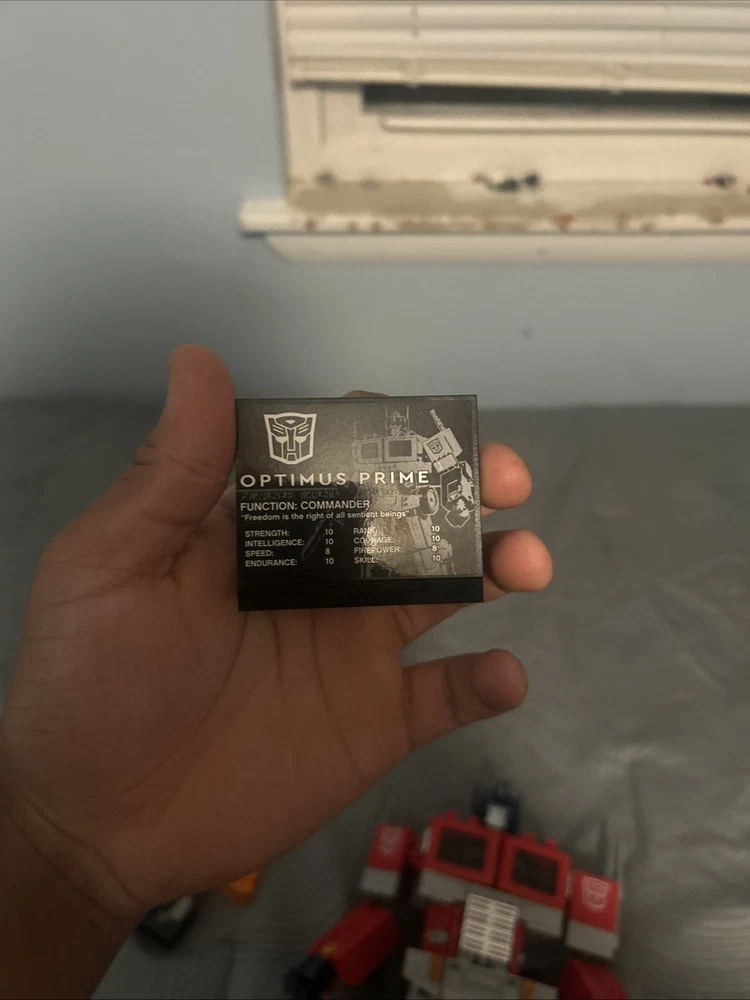 OPTIMUS PRIME
FUNCTION: COMMANDER
"Freedom is the right of all sentient beings"
STRENGTH: 10 RANK: 10
INTELLIGENCE: 10 COURAGE: 10
SPEED: 8 FIREPOWER: 8
ENDURANCE: 10 SKILL: 10